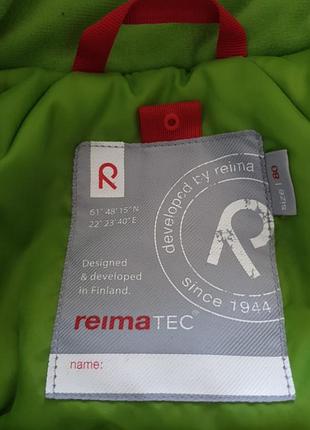 R
61° 48' 15" N
22° 23' 40" E
Designed
& developed
in Finland.
developed by reima
R
since 1944
size | 80
reimaTEC®
name: